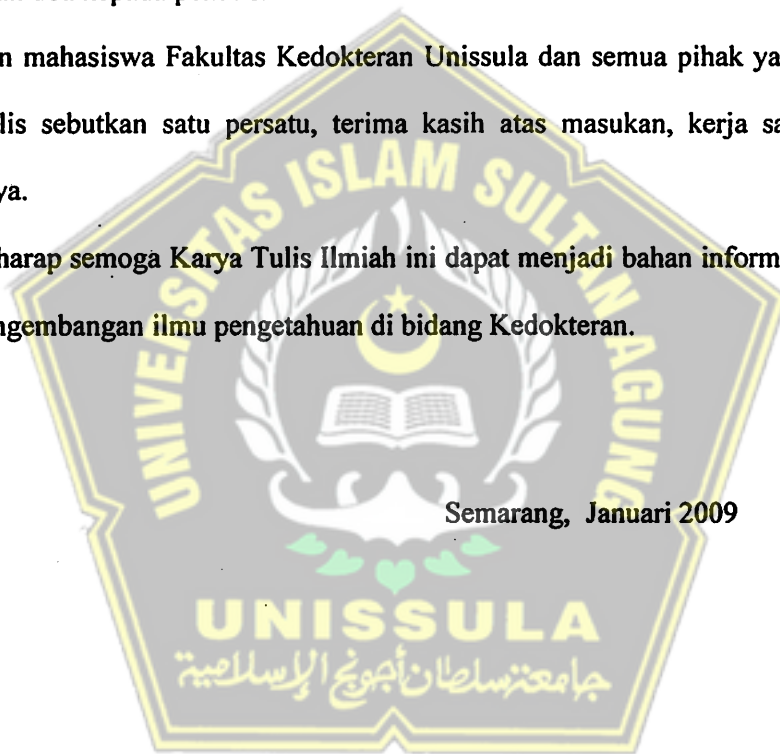 n mahasiswa Fakultas Kedokteran Unissula dan semua pihak ya
lis sebutkan satu persatu, terima kasih atas masukan, kerja sa
ya.
harap semoga Karya Tulis Ilmiah ini dapat menjadi bahan inform
ngembangan ilmu pengetahuan di bidang Kedokteran.
UNIVERSITAS ISLAM SULTAN AGUNG
Semarang, Januari 2009
UNISSULA
جامعة سلطان أجونج الإسلامية